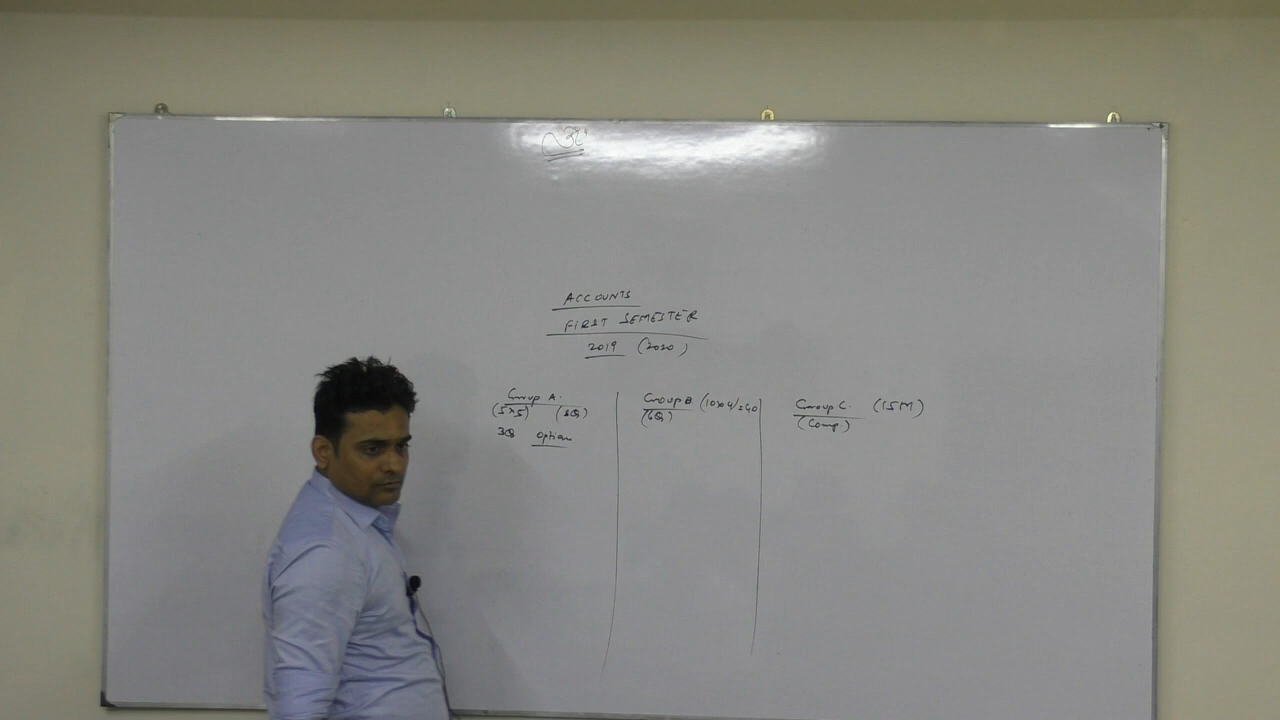 ACCOUNTS
FIRST SEMESTER
2019 (2020)
Group A.
(5×5) (8Q)
3Q Option
Group B (10×4/=40
(6Q)
Group C. (15M)
(Comp.)